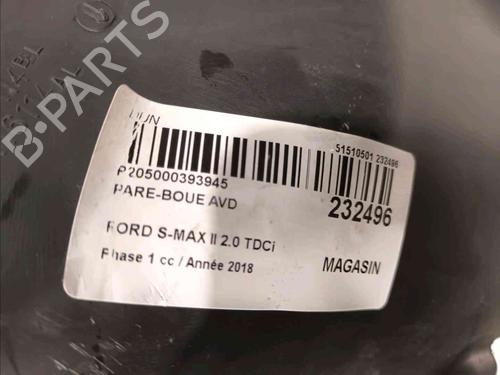 B-PARTS
51510501 232496
P205000393945
232496
PARE-BOUE AVD
FORD S-MAX II 2.0 TDCi
Phase 1 cc / Année 2018
MAGASIN